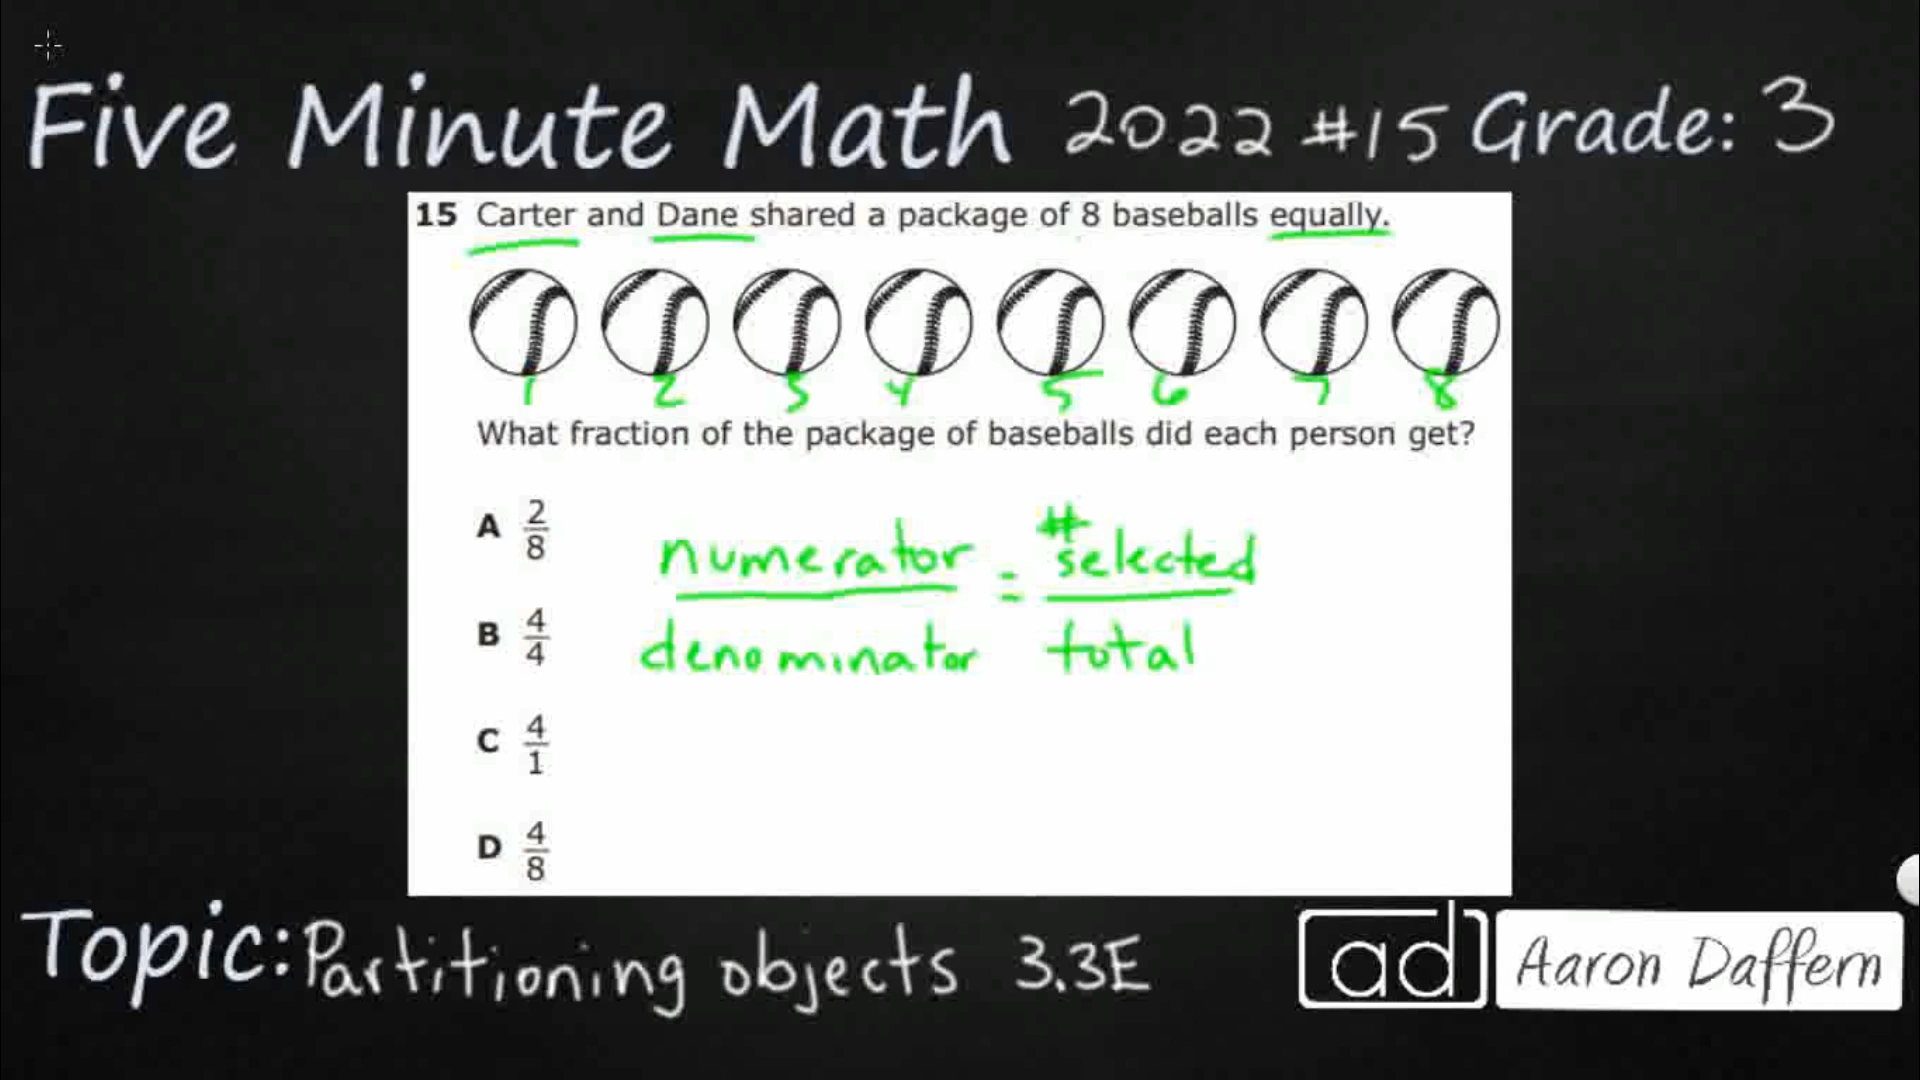 Five Minute Math 2022 #15 Grade: 3
15 Carter and Dane shared a package of 8 baseballs equally.
1 2 3 4 5 6 7 8
What fraction of the package of baseballs did each person get?
A 2/8
numerator = # selected
denominator total
B 4/4
C 4/1
D 4/8
Topic: Partitioning objects 3.3E
ad Aaron Daffern